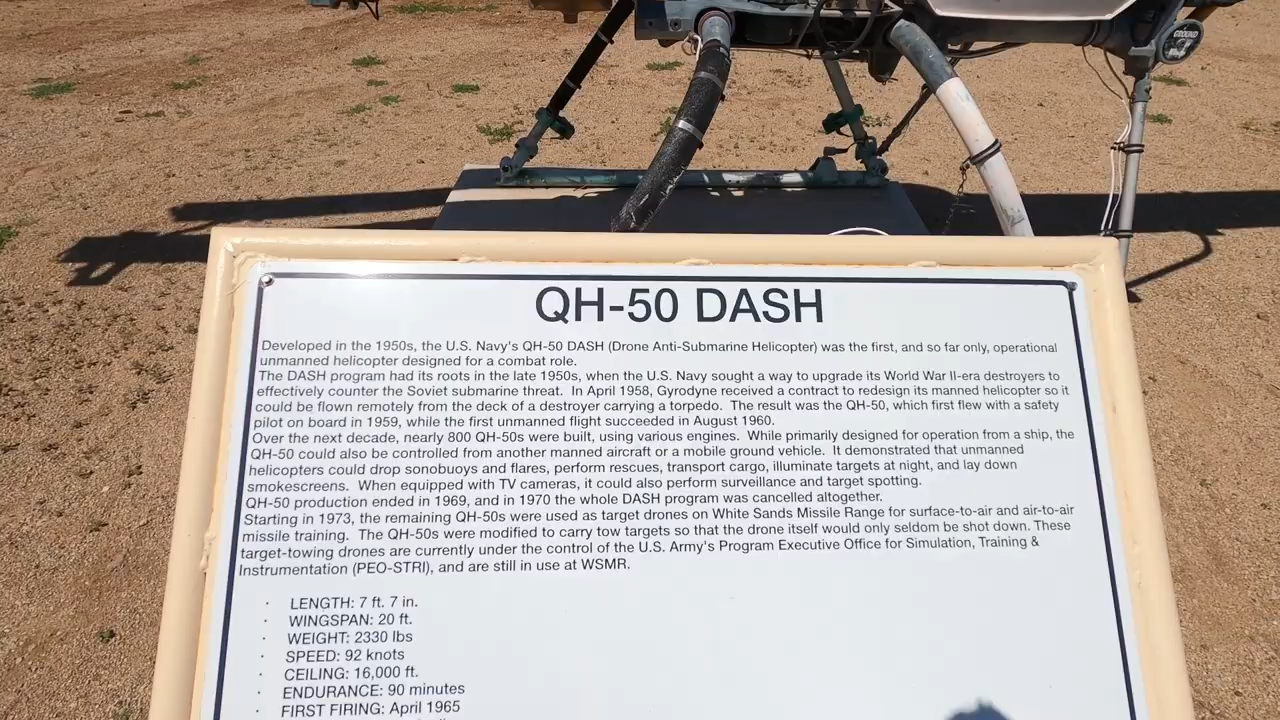 GROUND
QH-50 DASH
Developed in the 1950s, the U.S. Navy's QH-50 DASH (Drone Anti-Submarine Helicopter) was the first, and so far only, operational
unmanned helicopter designed for a combat role.
The DASH program had its roots in the late 1950s, when the U.S. Navy sought a way to upgrade its World War II-era destroyers to
effectively counter the Soviet submarine threat. In April 1958, Gyrodyne received a contract to redesign its manned helicopter so it
could be flown remotely from the deck of a destroyer carrying a torpedo. The result was the QH-50, which first flew with a safety
pilot on board in 1959, while the first unmanned flight succeeded in August 1960.
Over the next decade, nearly 800 QH-50s were built, using various engines. While primarily designed for operation from a ship, the
QH-50 could also be controlled from another manned aircraft or a mobile ground vehicle. It demonstrated that unmanned
helicopters could drop sonobuoys and flares, perform rescues, transport cargo, illuminate targets at night, and lay down
smokescreens. When equipped with TV cameras, it could also perform surveillance and target spotting.
QH-50 production ended in 1969, and in 1970 the whole DASH program was cancelled altogether.
Starting in 1973, the remaining QH-50s were used as target drones on White Sands Missile Range for surface-to-air and air-to-air
missile training. The QH-50s were modified to carry tow targets so that the drone itself would only seldom be shot down. These
target-towing drones are currently under the control of the U.S. Army's Program Executive Office for Simulation, Training &
Instrumentation (PEO-STRI), and are still in use at WSMR.
· LENGTH: 7 ft. 7 in.
· WINGSPAN: 20 ft.
· WEIGHT: 2330 lbs
· SPEED: 92 knots
· CEILING: 16,000 ft.
· ENDURANCE: 90 minutes
· FIRST FIRING: April 1965